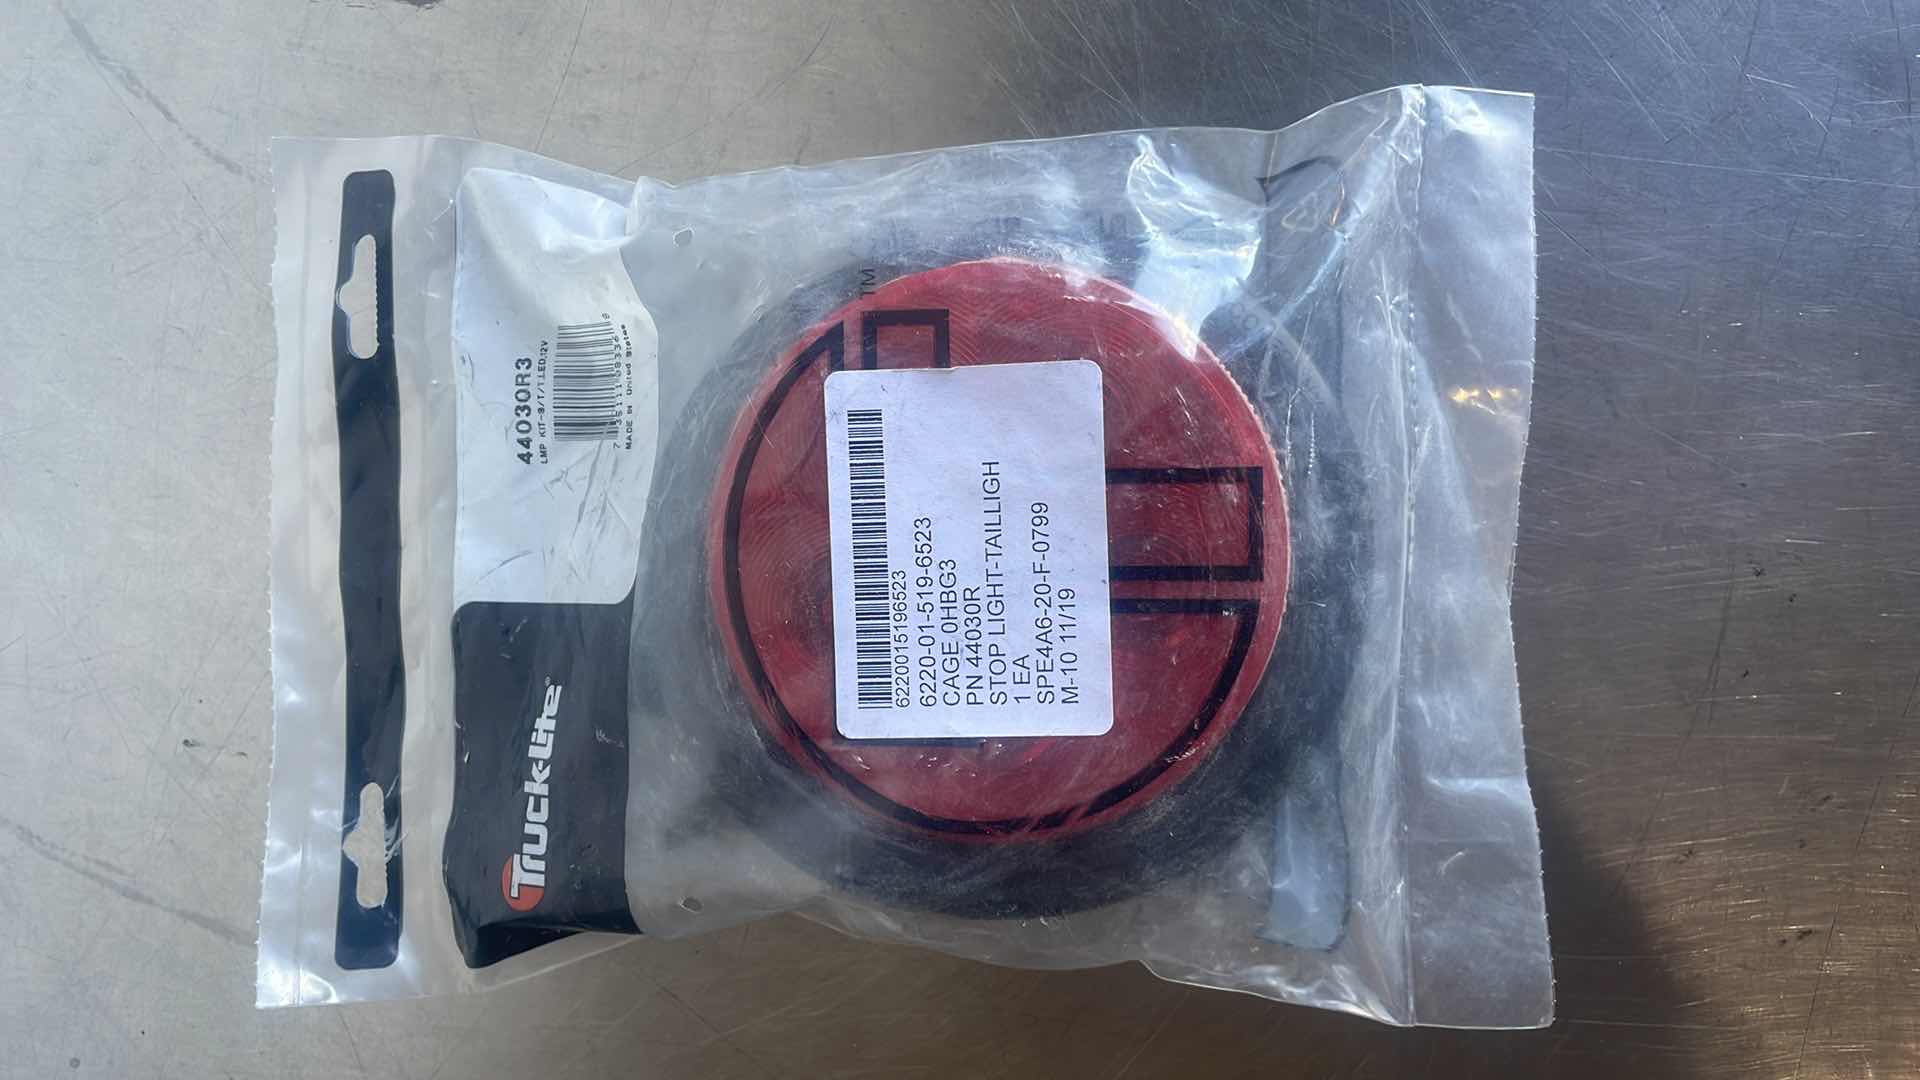 44030R3
LMP KIT-S/T/T,LED,12V
MADE IN United States
TRUCK-LITE®
TM
6220015196523
6220-01-519-6523
CAGE 0HBG3
PN 44030R
STOP LIGHT-TAILLIGH
1 EA
SPE4A6-20-F-0799
M-10 11/19